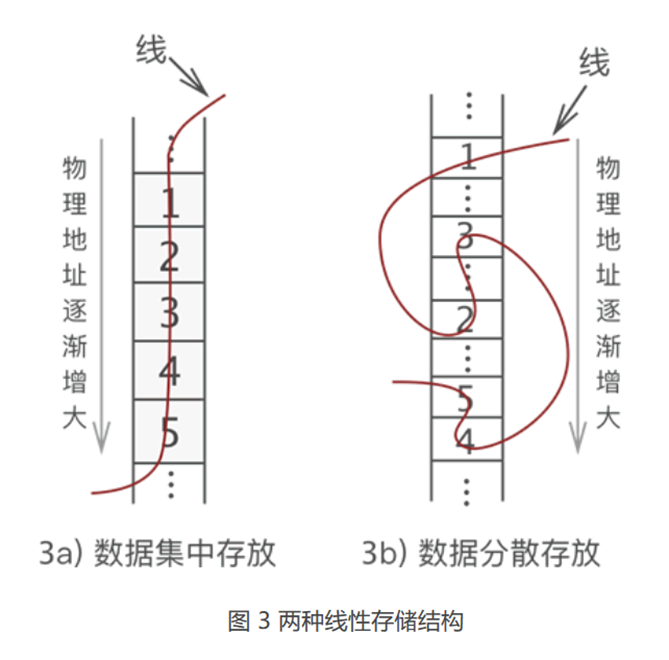 线
物理地址逐渐增大
⋮
1
2
3
4
5
⋮
3a) 数据集中存放
线
⋮
1
⋮
3
⋮
2
⋮
5
4
⋮
物理地址逐渐增大
3b) 数据分散存放
图 3 两种线性存储结构